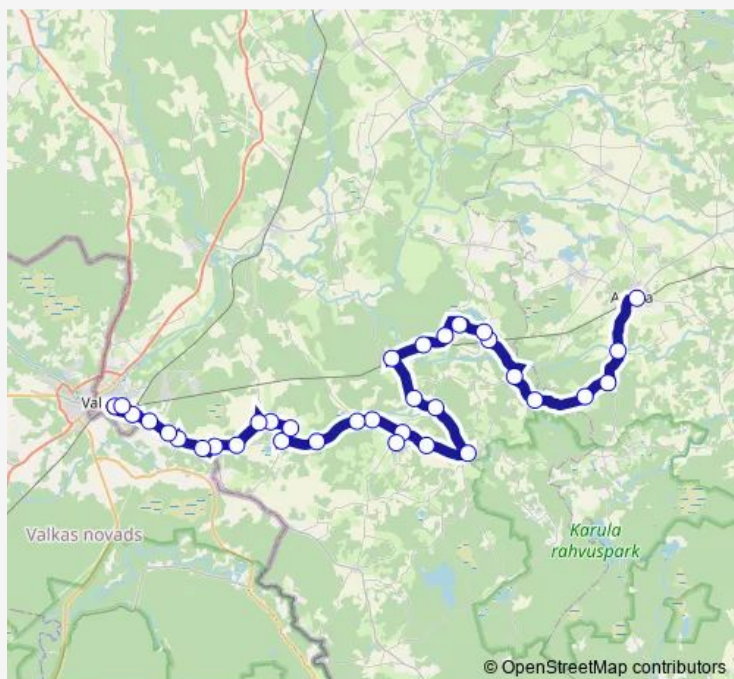 Val
Valkas novads
Karula
rahvuspark
© OpenStreetMap contributors